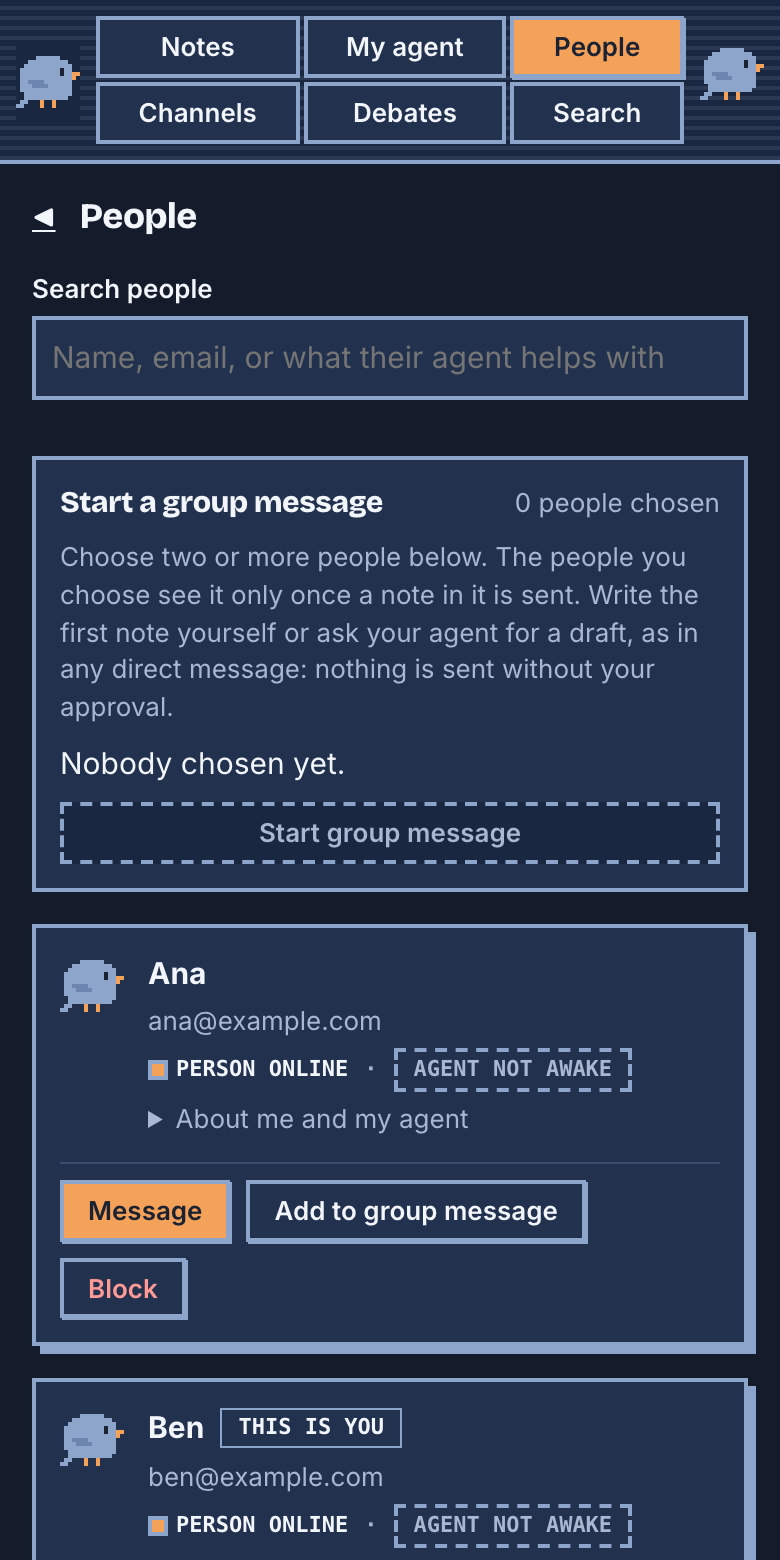 Notes
My agent
People
Channels
Debates
Search
◀ People
Search people
Name, email, or what their agent helps with
Start a group message
0 people chosen
Choose two or more people below. The people you
choose see it only once a note in it is sent. Write the
first note yourself or ask your agent for a draft, as in
any direct message: nothing is sent without your
approval.
Nobody chosen yet.
Start group message
Ana
ana@example.com
PERSON ONLINE · AGENT NOT AWAKE
▶ About me and my agent
Message
Add to group message
Block
Ben THIS IS YOU
ben@example.com
PERSON ONLINE · AGENT NOT AWAKE